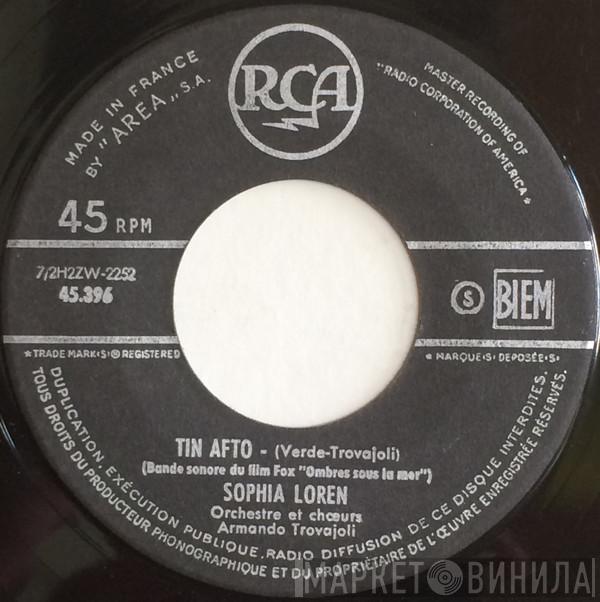 RCA
MADE IN FRANCE
BY "AREA" S.A.
MASTER RECORDING OF
"RADIO CORPORATION OF AMERICA"*
45 RPM
7/2H2ZW-2252
45.396
S BIEM
*TRADE MARK(S)® REGISTERED
*MARQUE(S) DEPOSÉE(S)
TIN AFTO - (Verde-Trovajoli)
(Bande sonore du film Fox "Ombres sous la mer")
SOPHIA LOREN
Orchestre et chœurs
Armando Trovajoli
DUPLICATION, EXÉCUTION PUBLIQUE, RADIO DIFFUSION DE CE DISQUE INTERDITES.
TOUS DROITS DU PRODUCTEUR PHONOGRAPHIQUE ET DU PROPRIÉTAIRE DE L'ŒUVRE ENREGISTRÉE RÉSERVÉS.
МАРКЕТ ВИНИЛА